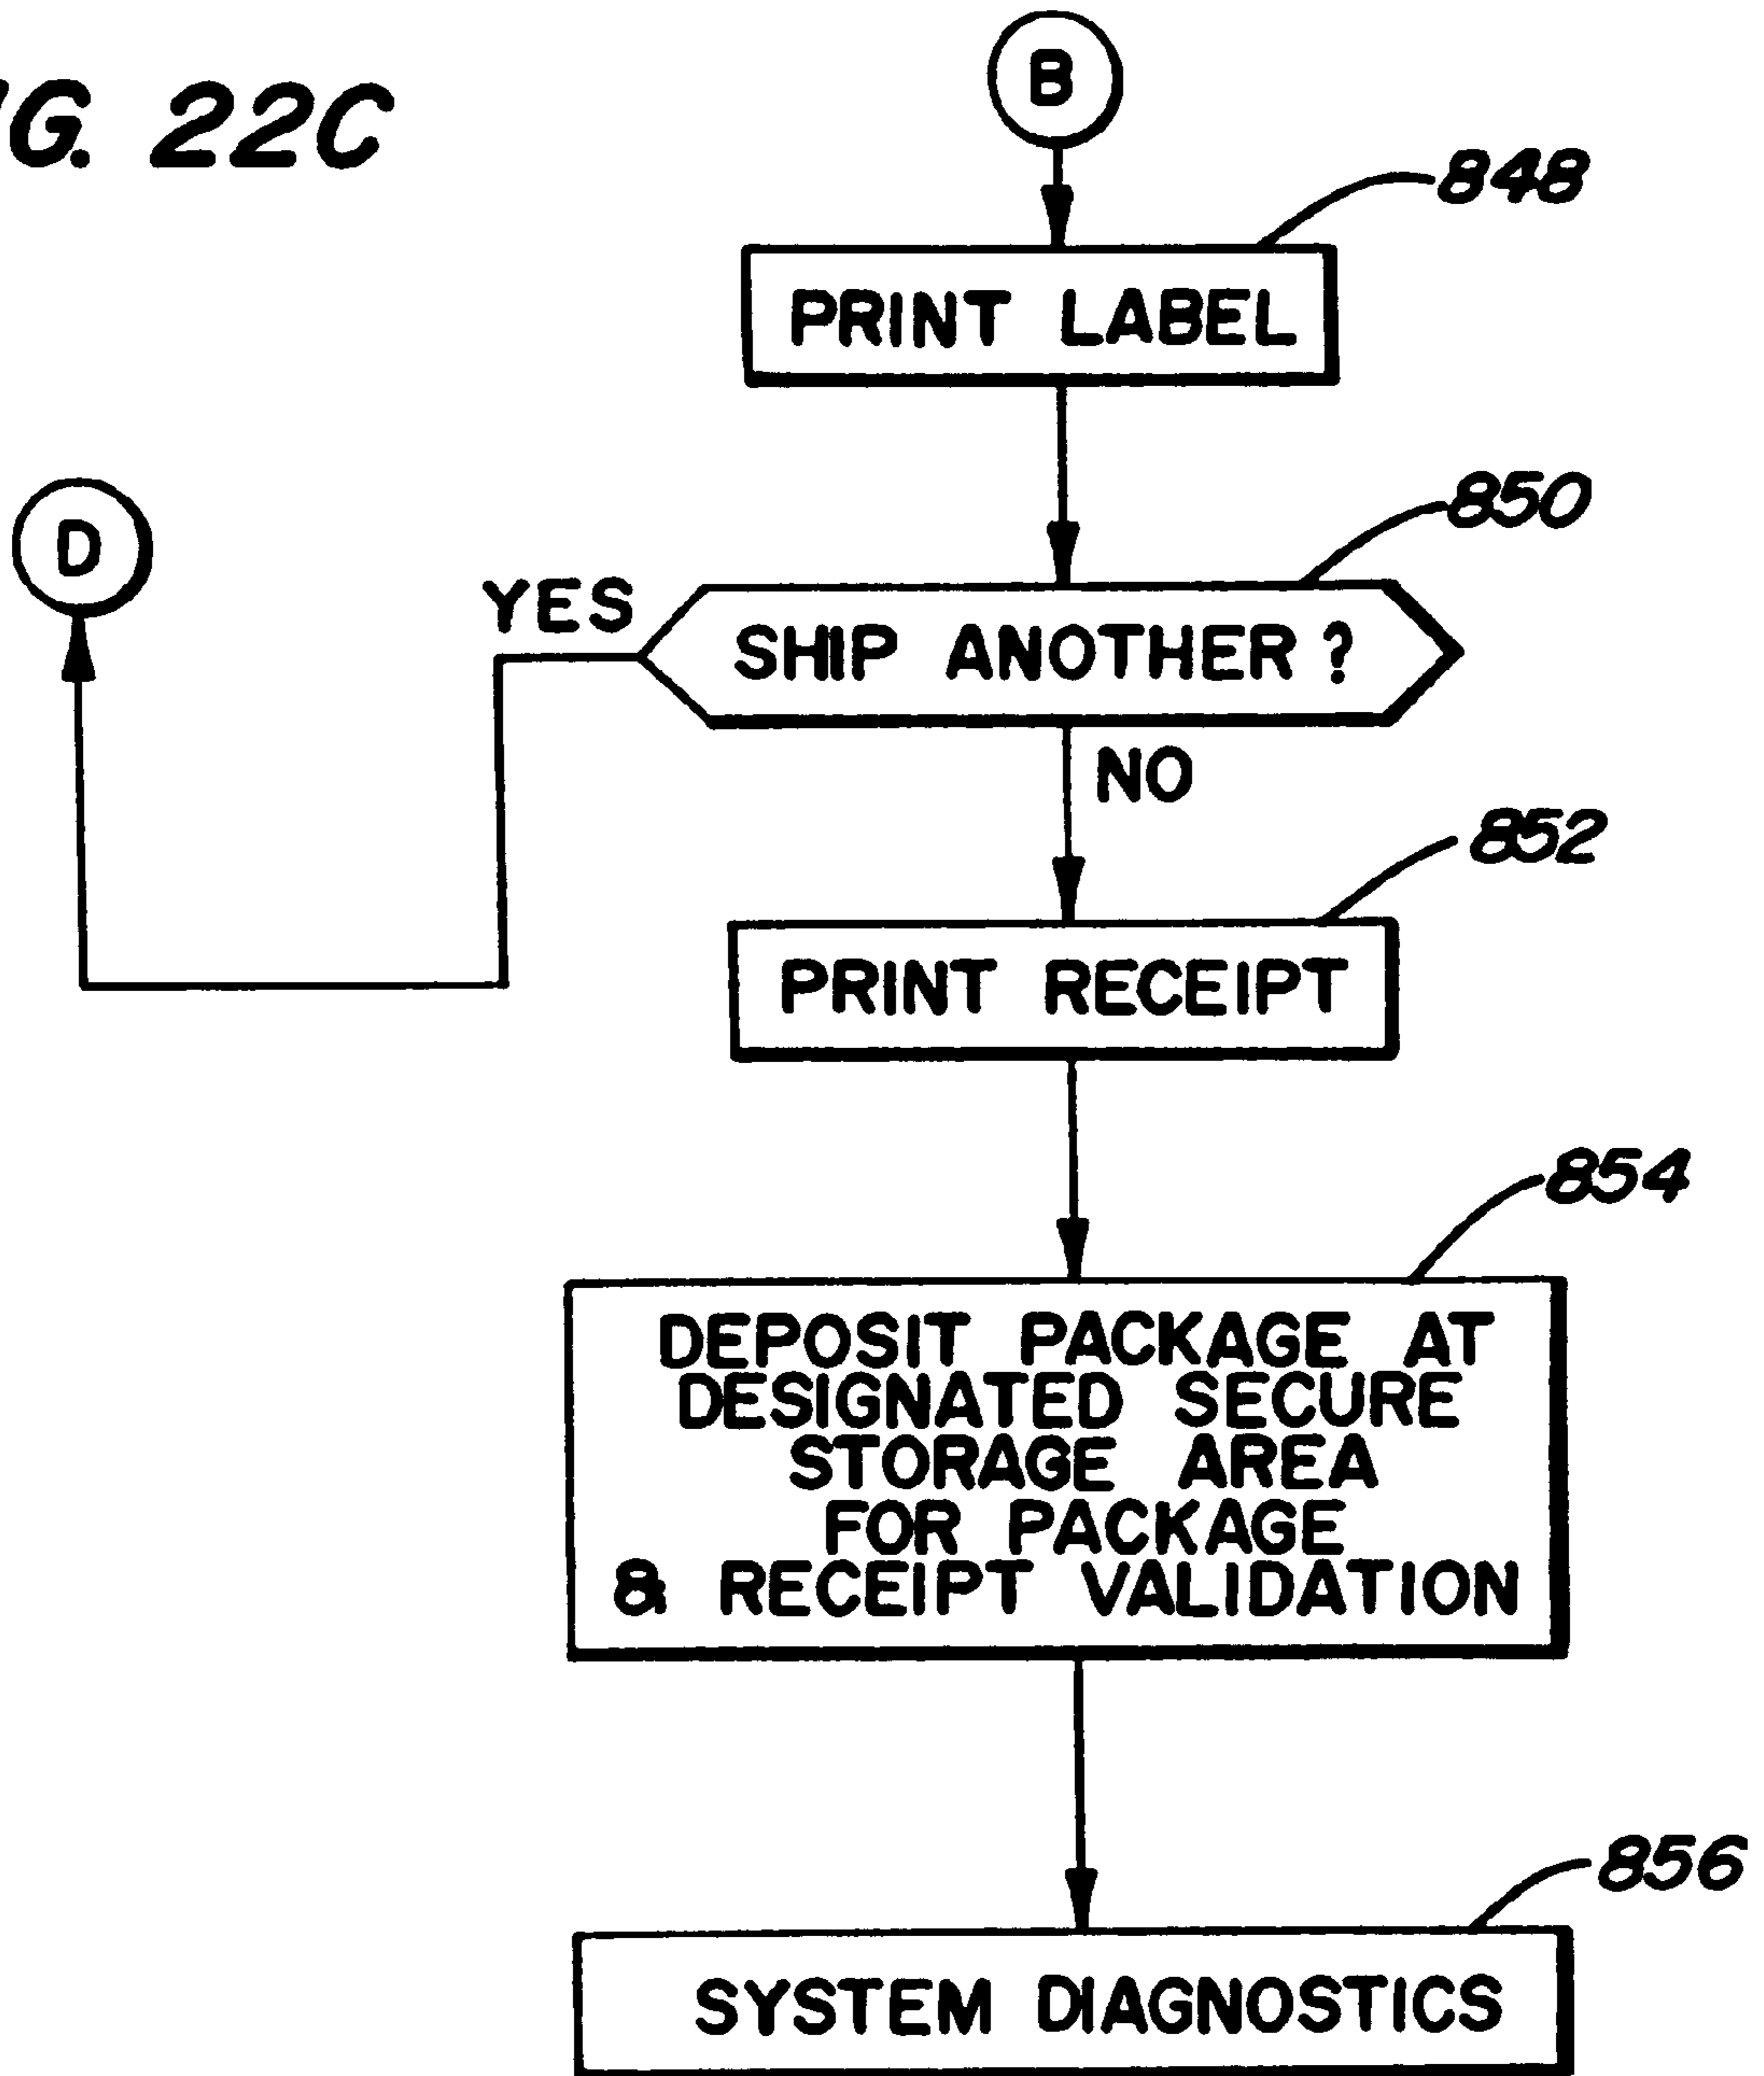 G. 22C
B
848
PRINT LABEL
850
D
YES
SHIP ANOTHER ?
NO
852
PRINT RECEIPT
854
DEPOSIT PACKAGE AT
DESIGNATED SECURE
STORAGE AREA
FOR PACKAGE
& RECEIPT VALIDATION
856
SYSTEM DIAGNOSTICS